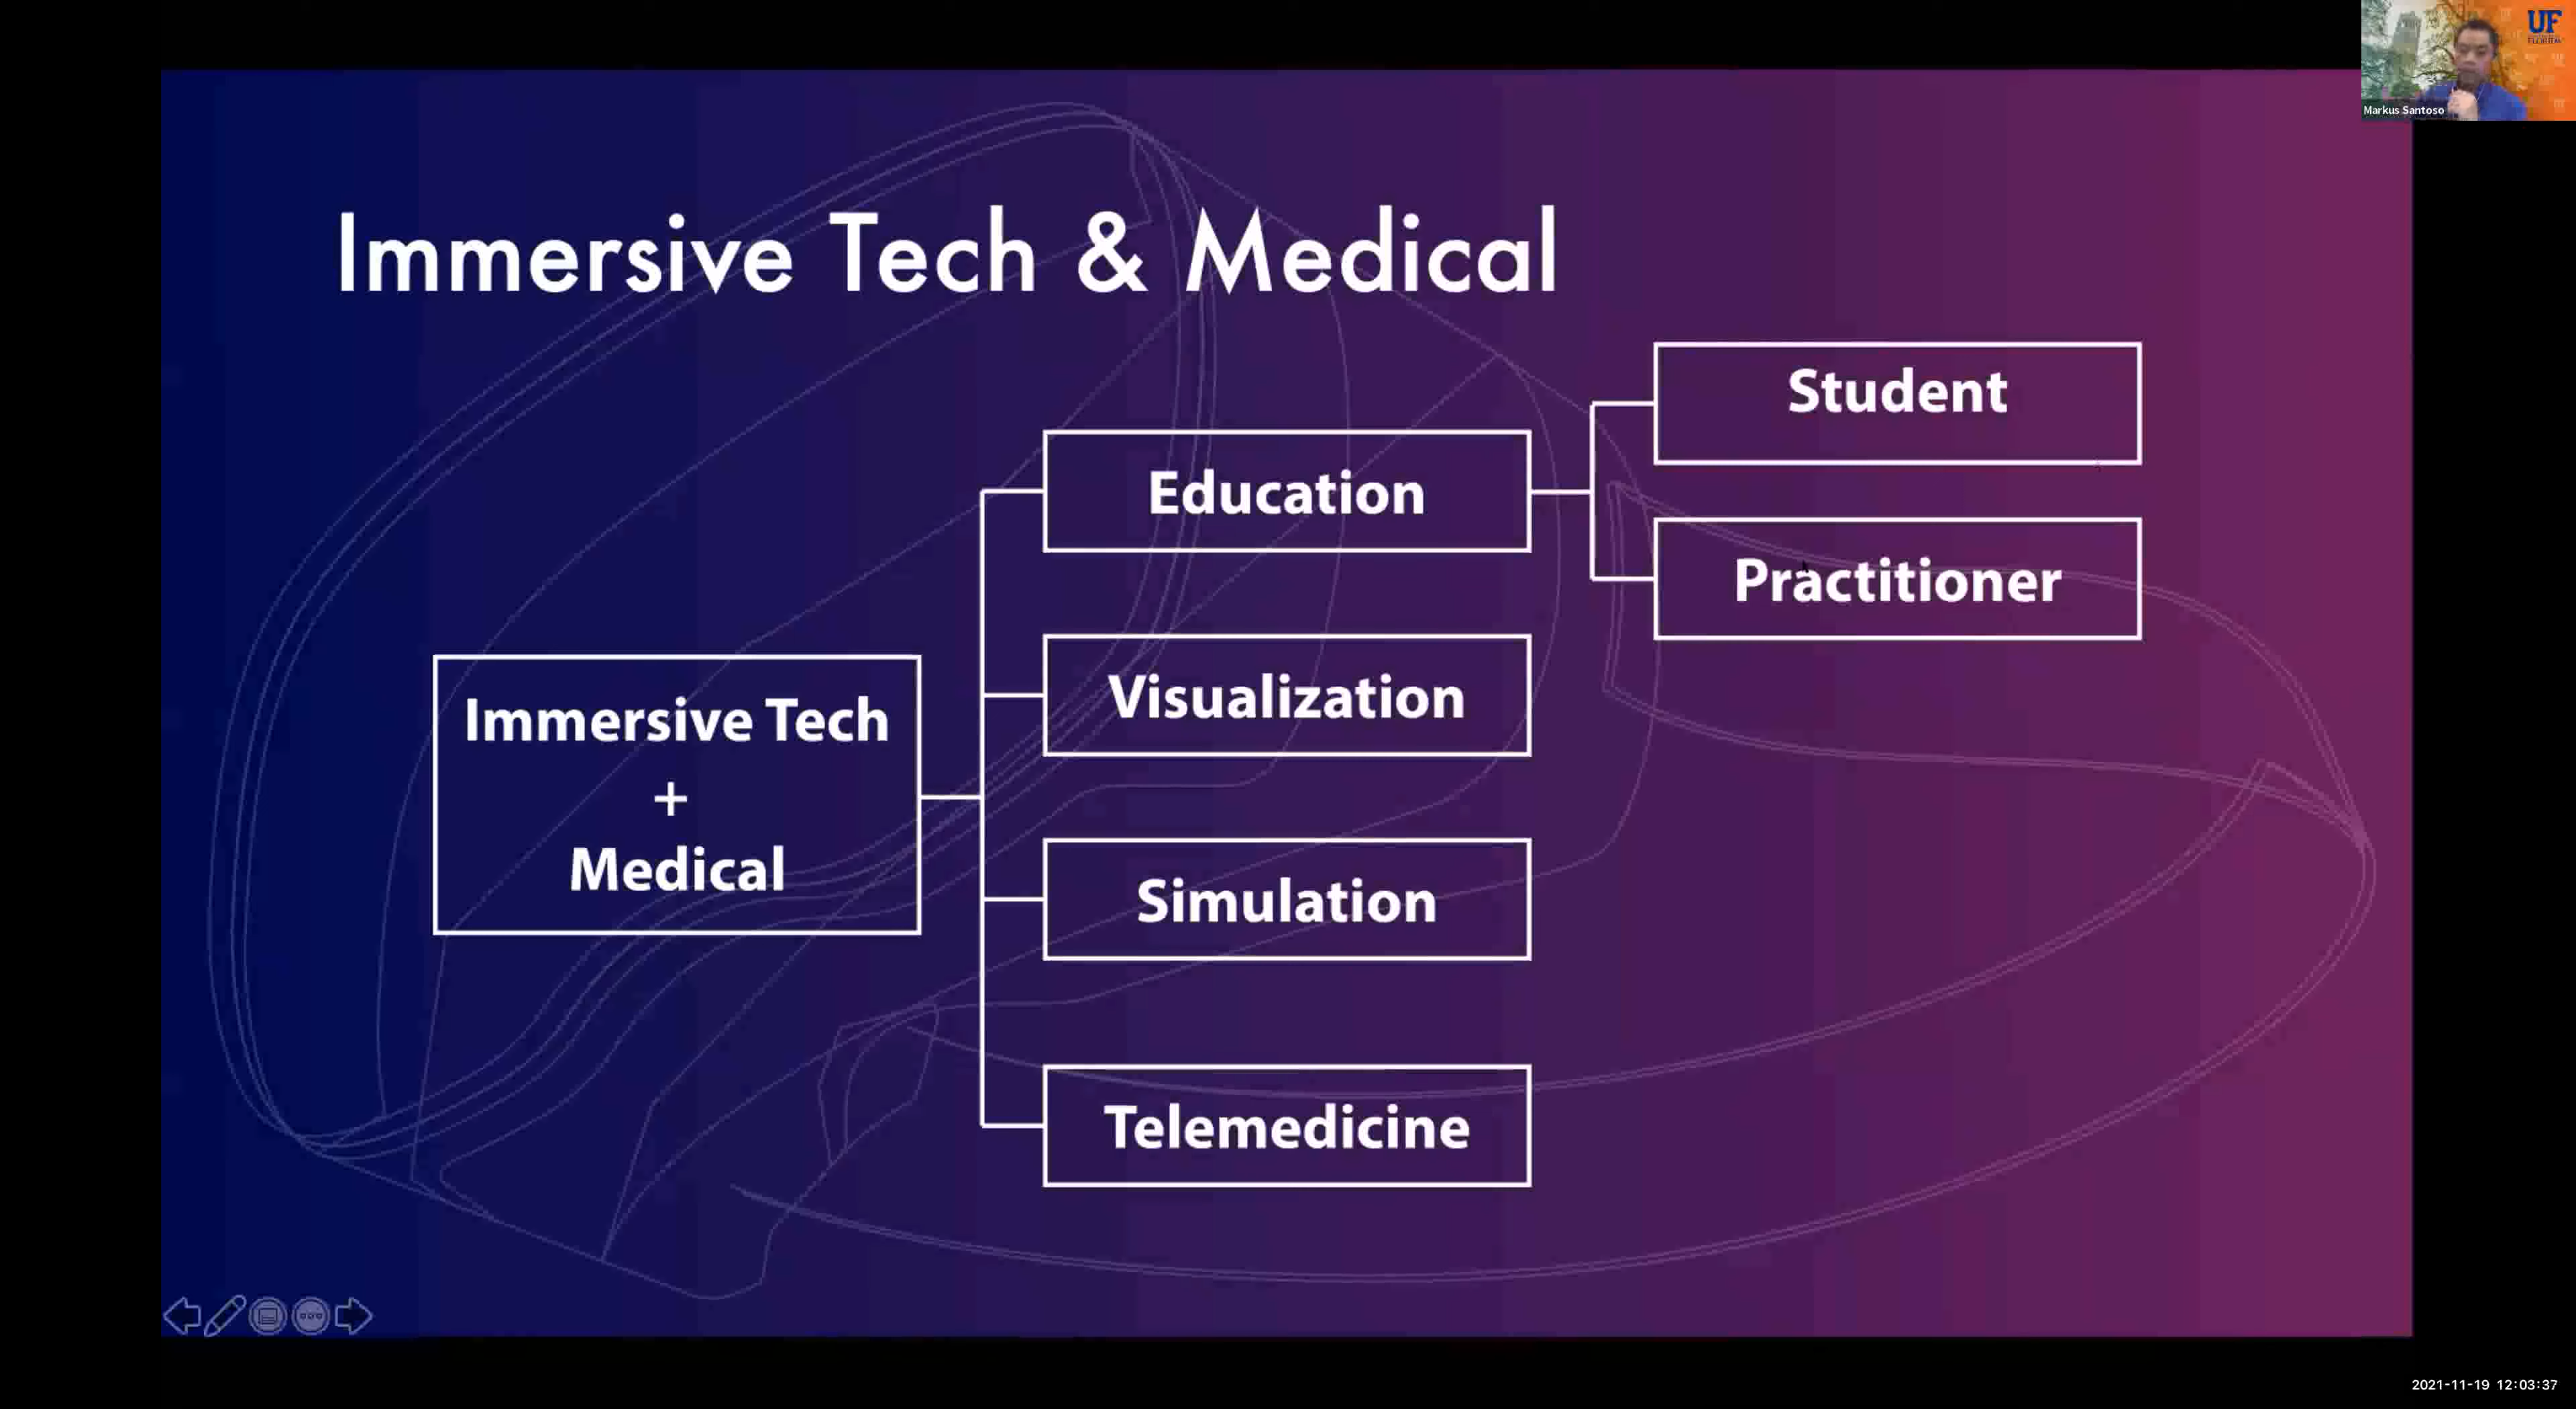 UF
FLORIDA
Markus Santoso
Immersive Tech & Medical
Immersive Tech
+
Medical
Education
Visualization
Simulation
Telemedicine
Student
Practitioner
2021-11-19 12:03:37